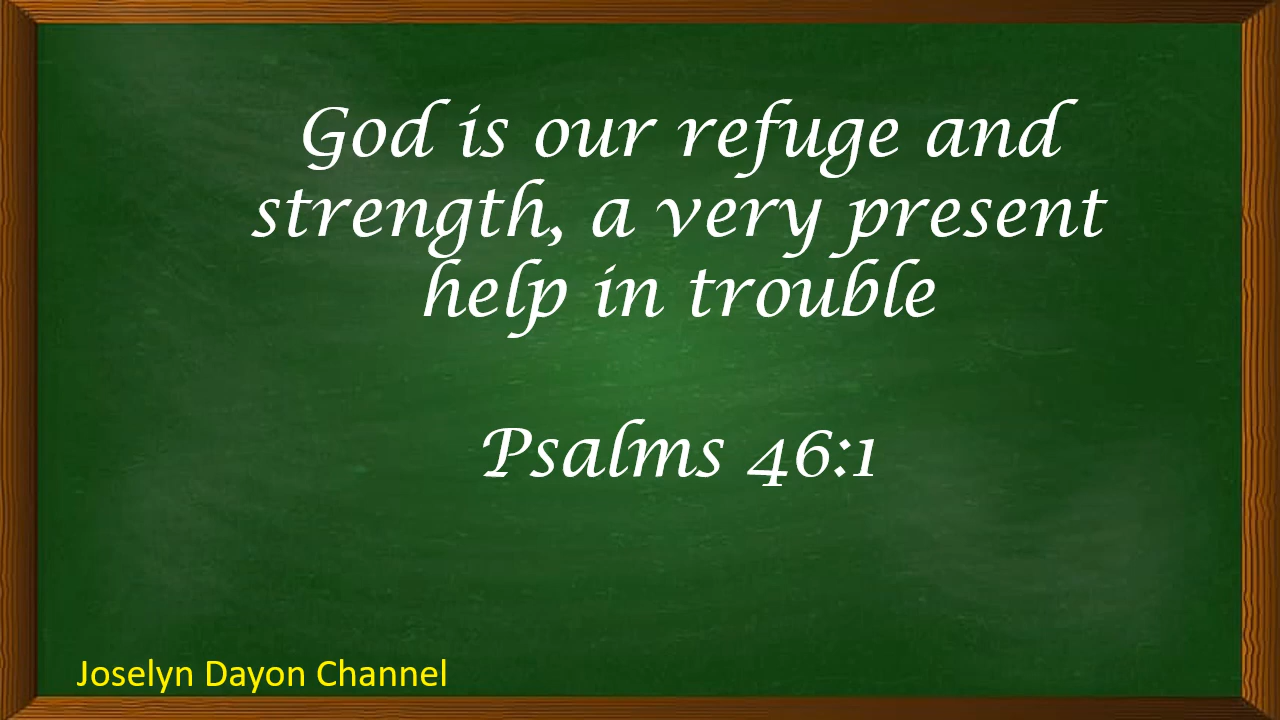 God is our refuge and
strength, a very present
help in trouble
Psalms 46:1
Joselyn Dayon Channel